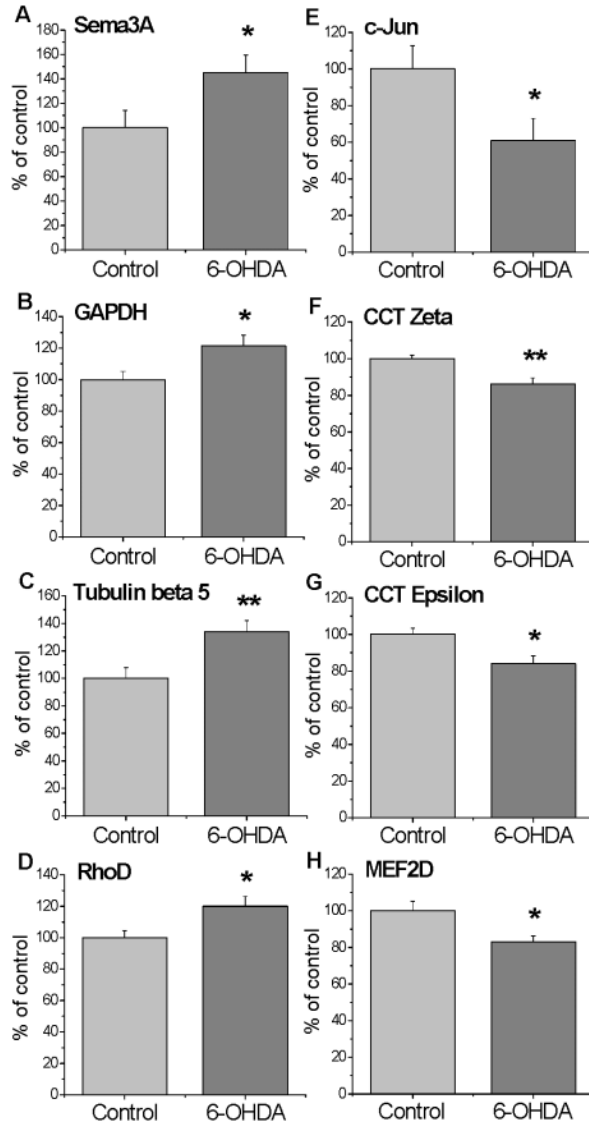 A
Sema3A
*
180
160
140
120
100
80
60
40
20
0
% of control
Control
6-OHDA
B
GAPDH
*
140
120
100
80
60
40
20
0
% of control
Control
6-OHDA
C
Tubulin beta 5
**
160
140
120
100
80
60
40
20
0
% of control
Control
6-OHDA
D
RhoD
*
140
120
100
80
60
40
20
0
% of control
Control
6-OHDA
E
c-Jun
*
120
100
80
60
40
20
0
% of control
Control
6-OHDA
F
CCT Zeta
**
120
100
80
60
40
20
0
% of control
Control
6-OHDA
G
CCT Epsilon
*
120
100
80
60
40
20
0
% of control
Control
6-OHDA
H
MEF2D
*
120
100
80
60
40
20
0
% of control
Control
6-OHDA